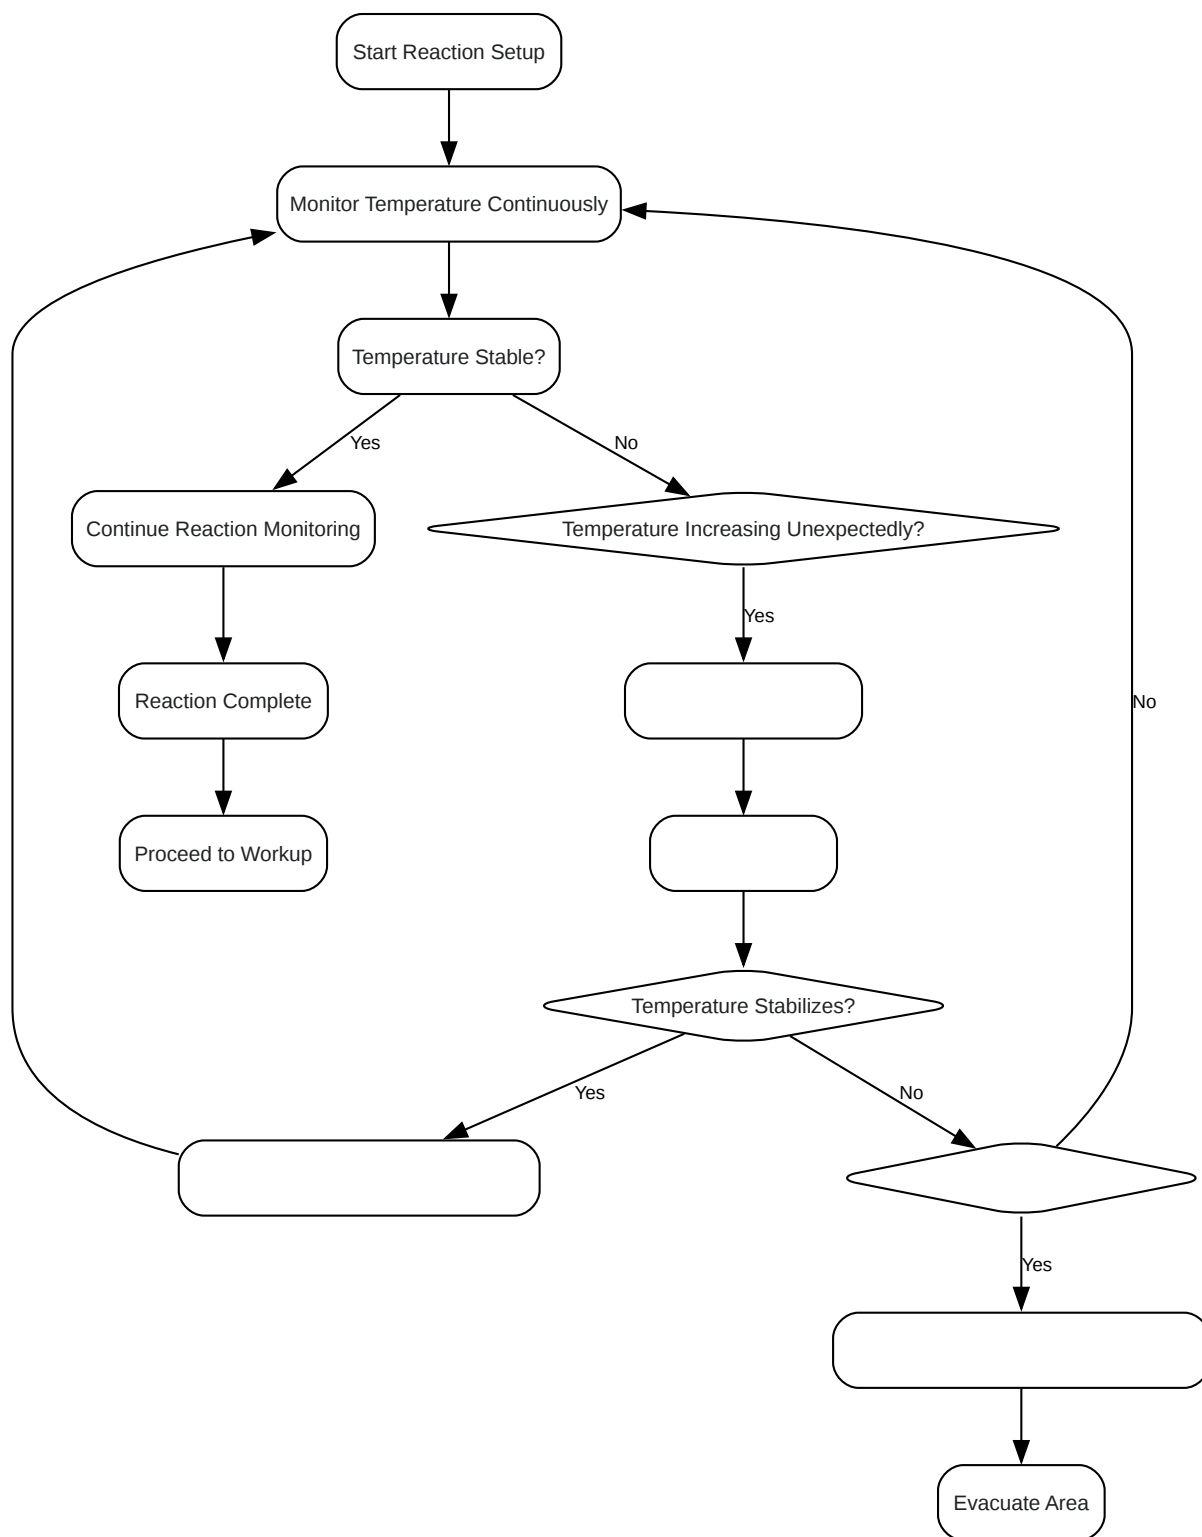 Start Reaction Setup
Monitor Temperature Continuously
Temperature Stable?
Yes
No
Continue Reaction Monitoring
Temperature Increasing Unexpectedly?
Yes
Reaction Complete
No
Proceed to Workup
Temperature Stabilizes?
Yes
No
Yes
Evacuate Area